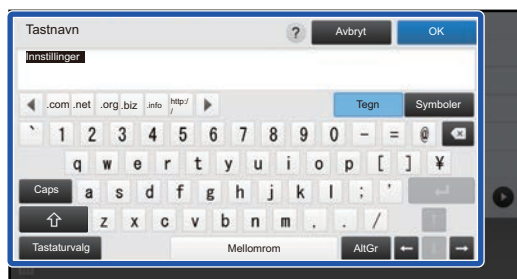 Tastnavn ? Avbryt OK
Innstillinger
.com .net .org .biz .info http:// Tegn Symboler
` 1 2 3 4 5 6 7 8 9 0 - = @
q w e r t y u i o p [ ] ¥
Caps a s d f g h j k l ; '
z x c v b n m , . /
Tastaturvalg Mellomrom AltGr